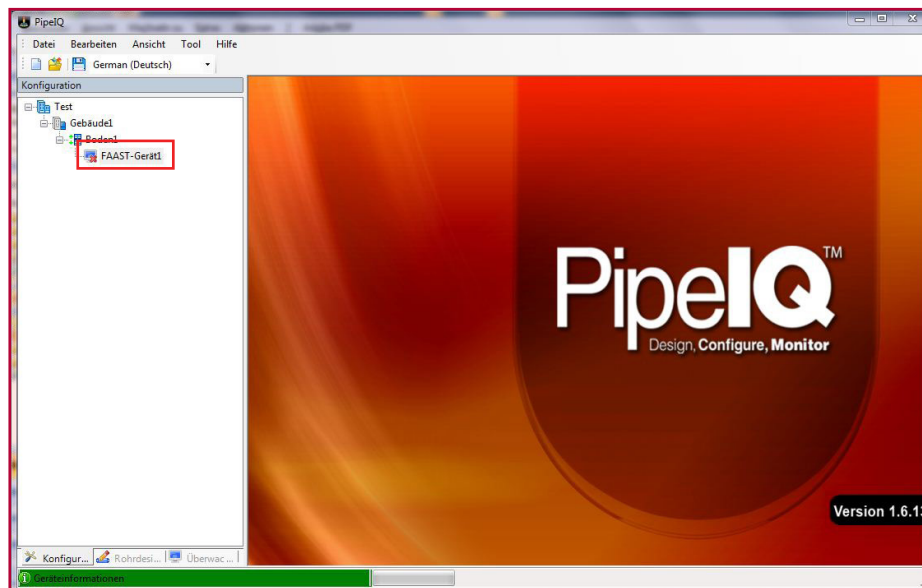 PipeIQ
Datei Bearbeiten Ansicht Tool Hilfe
German (Deutsch)
Konfiguration
Test
Gebäude1
Boden1
FAAST-Gerät1
PipeIQ™
Design, Configure, Monitor
Version 1.6.13
Konfigur... Rohrdesi... Überwac...
Geräteinformationen